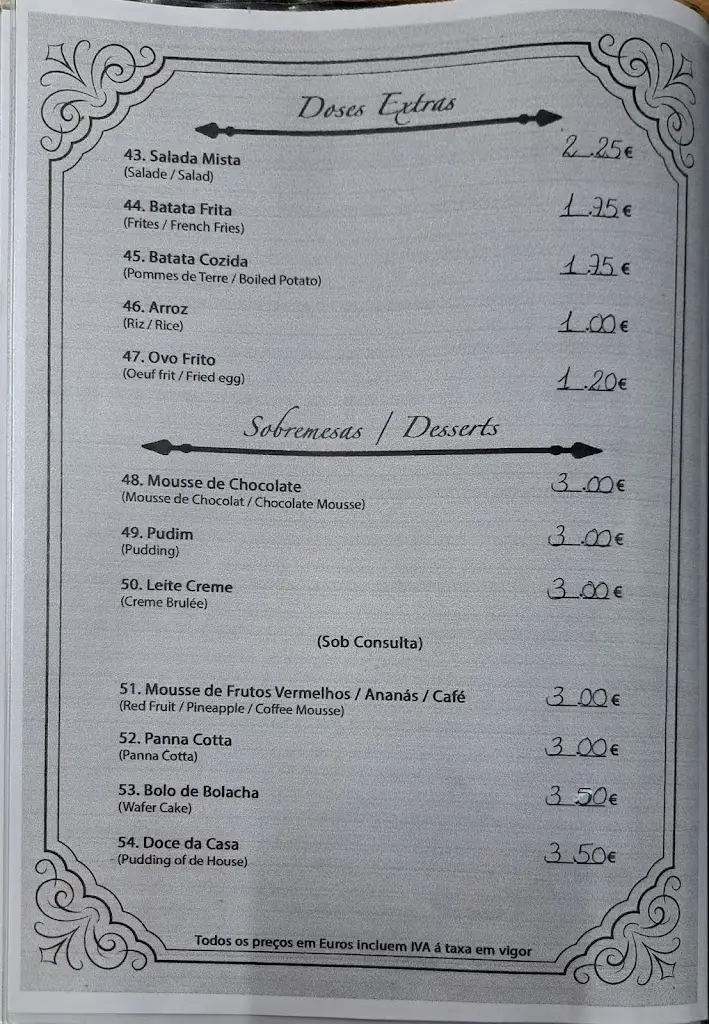 Doses Extras
43. Salada Mista 2.25€
(Salade / Salad)
44. Batata Frita 1.75€
(Frites / French Fries)
45. Batata Cozida 1.75€
(Pommes de Terre / Boiled Potato)
46. Arroz 1.00€
(Riz / Rice)
47. Ovo Frito 1.20€
(Oeuf frit / Fried egg)
Sobremesas / Desserts
48. Mousse de Chocolate 3.00€
(Mousse de Chocolat / Chocolate Mousse)
49. Pudim 3.00€
(Pudding)
50. Leite Creme 3.00€
(Creme Brulée)
(Sob Consulta)
51. Mousse de Frutos Vermelhos / Ananás / Café 3.00€
(Red Fruit / Pineapple / Coffee Mousse)
52. Panna Cotta 3.00€
(Panna Cotta)
53. Bolo de Bolacha 3.50€
(Wafer Cake)
54. Doce da Casa 3.50€
(Pudding of de House)
Todos os preços em Euros incluem IVA á taxa em vigor